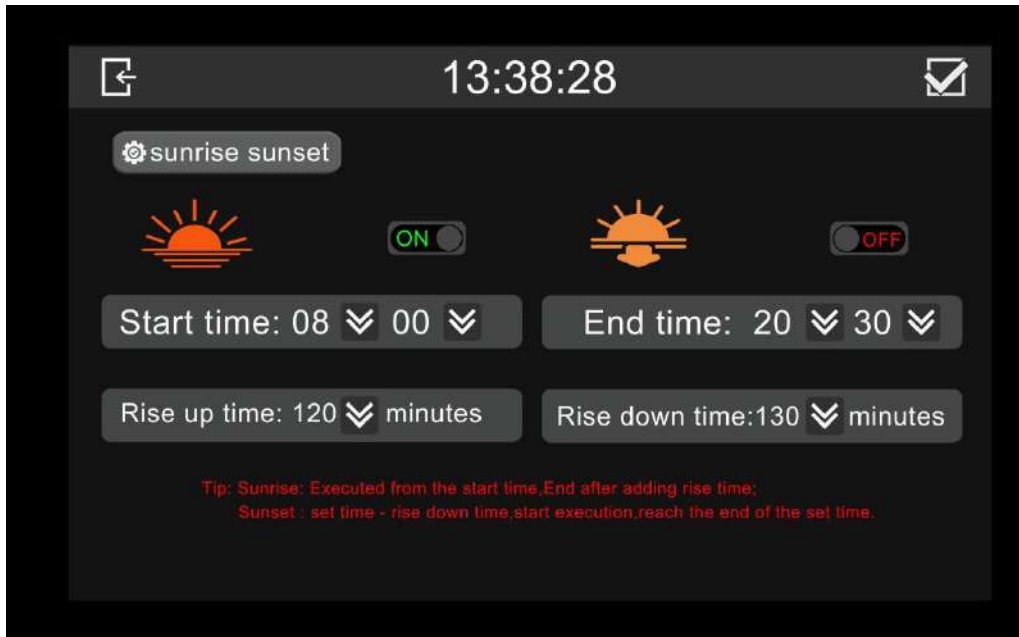 13:38:28
sunrise sunset
ON
OFF
Start time: 08 00
End time: 20 30
Rise up time: 120 minutes
Rise down time:130 minutes
Tip: Sunrise: Executed from the start time,End after adding rise time;
Sunset : set time - rise down time,start execution,reach the end of the set time.